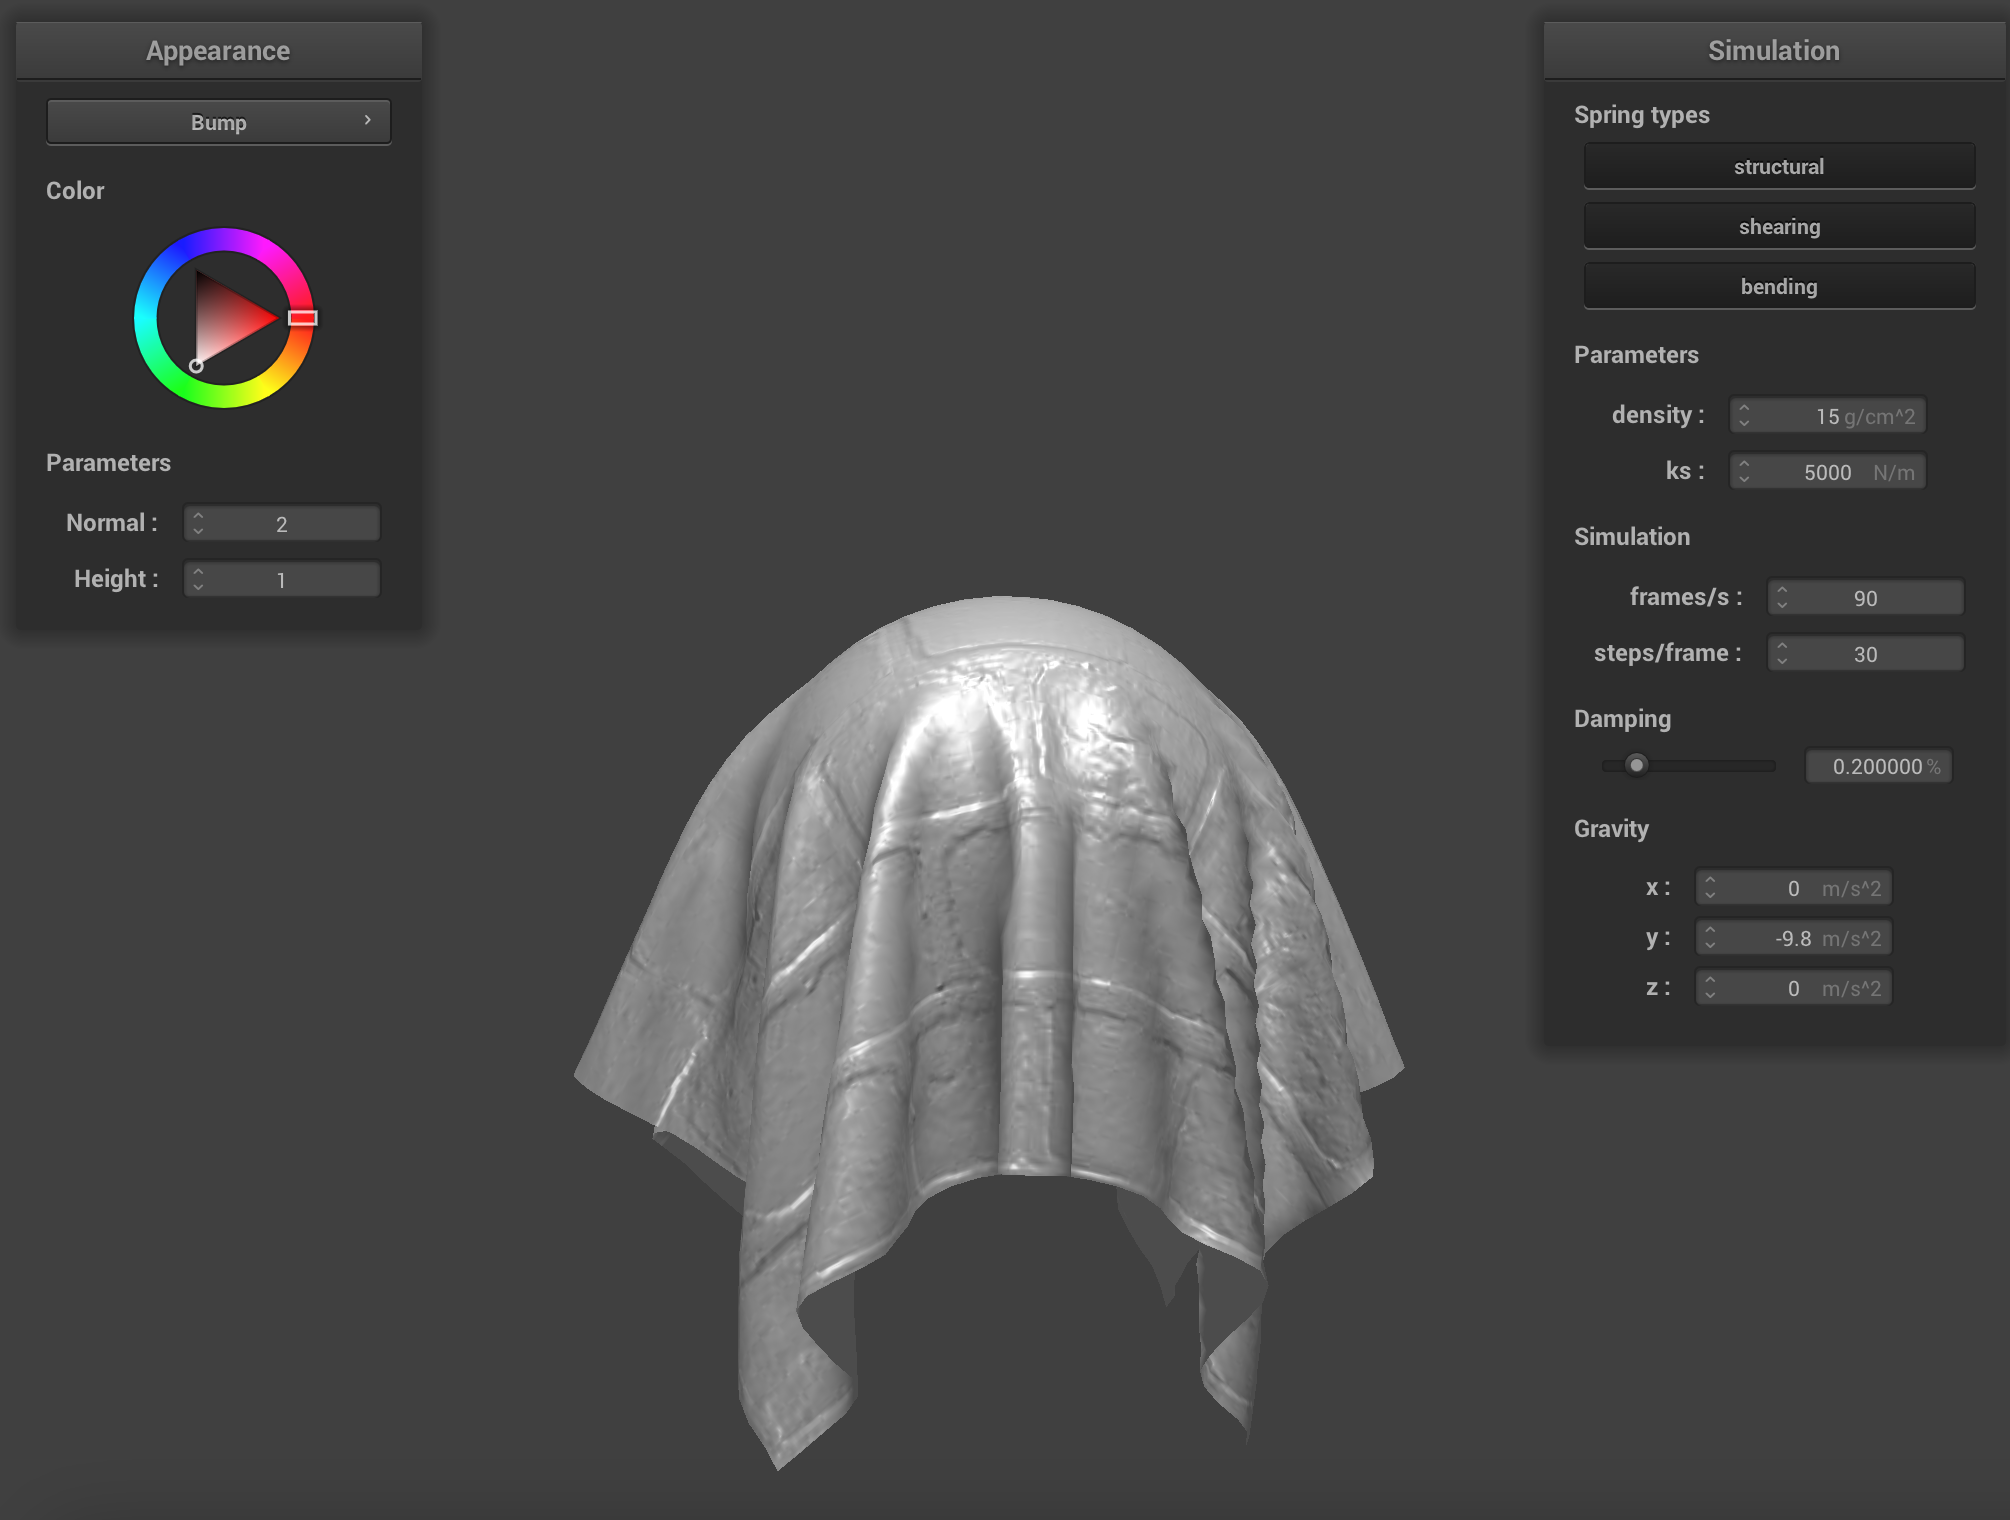 Appearance
Bump ›
Color
Parameters
Normal : 2
Height : 1
Simulation
Spring types
structural
shearing
bending
Parameters
density : 15 g/cm^2
ks : 5000 N/m
Simulation
frames/s : 90
steps/frame : 30
Damping
0.200000 %
Gravity
x : 0 m/s^2
y : -9.8 m/s^2
z : 0 m/s^2